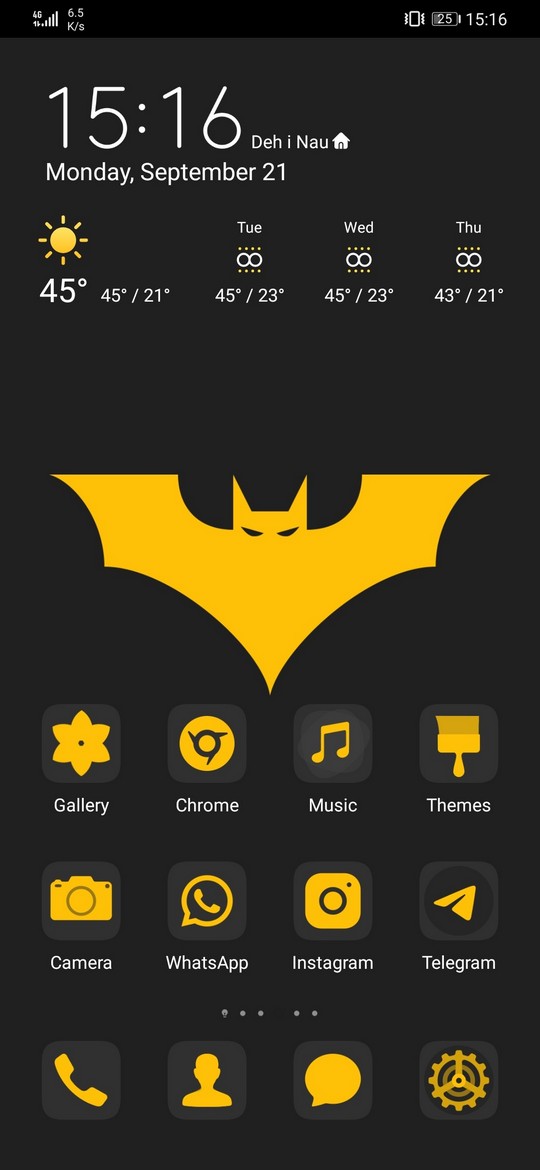 4G 6.5 K/s 25 15:16
15:16 Deh i Nau
Monday, September 21
Tue Wed Thu
45° 45° / 21° 45° / 23° 45° / 23° 43° / 21°
Gallery Chrome Music Themes
Camera WhatsApp Instagram Telegram